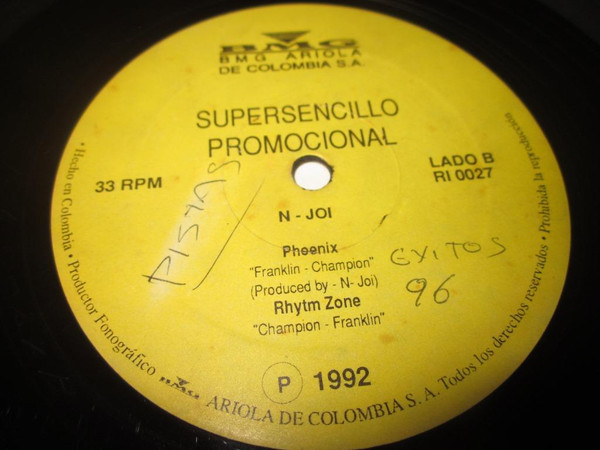 BMG
BMG ARIOLA
DE COLOMBIA S.A.
SUPERSENCILLO
PROMOCIONAL
33 RPM
LADO B
RI 0027
N - JOI
Pheenix
"Franklin - Champion"
(Produced by - N- Joi)
Rhytm Zone
"Champion - Franklin"
PISTAS
EXITOS
96
P 1992
• Hecho en Colombia • Productor Fonográfico BMG ARIOLA DE COLOMBIA S. A. Todos los derechos reservados • Prohibida la reproducción